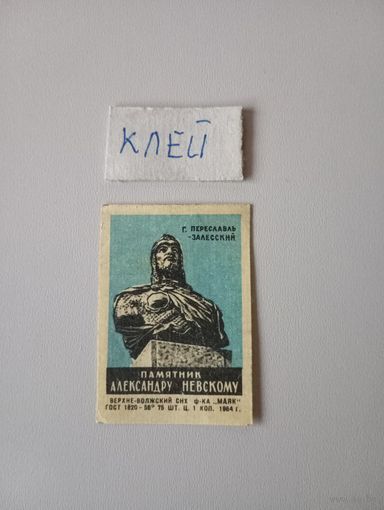 КЛЕЙ
Г. ПЕРЕСЛАВЛЬ
-ЗАЛЕССКИЙ
ПАМЯТНИК
АЛЕКСАНДРУ НЕВСКОМУ
ВЕРХНЕ-ВОЛЖСКИЙ СНХ Ф-КА „МАЯК"
ГОСТ 1820-56 75 ШТ. Ц. 1 КОП. 1964 Г.